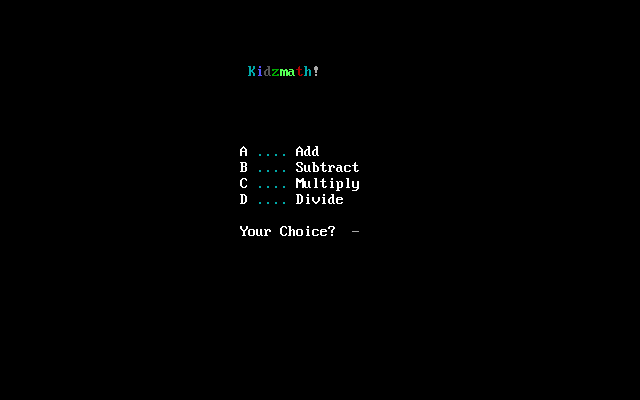 Kidzmath!
A .... Add
B .... Subtract
C .... Multiply
D .... Divide
Your Choice? _